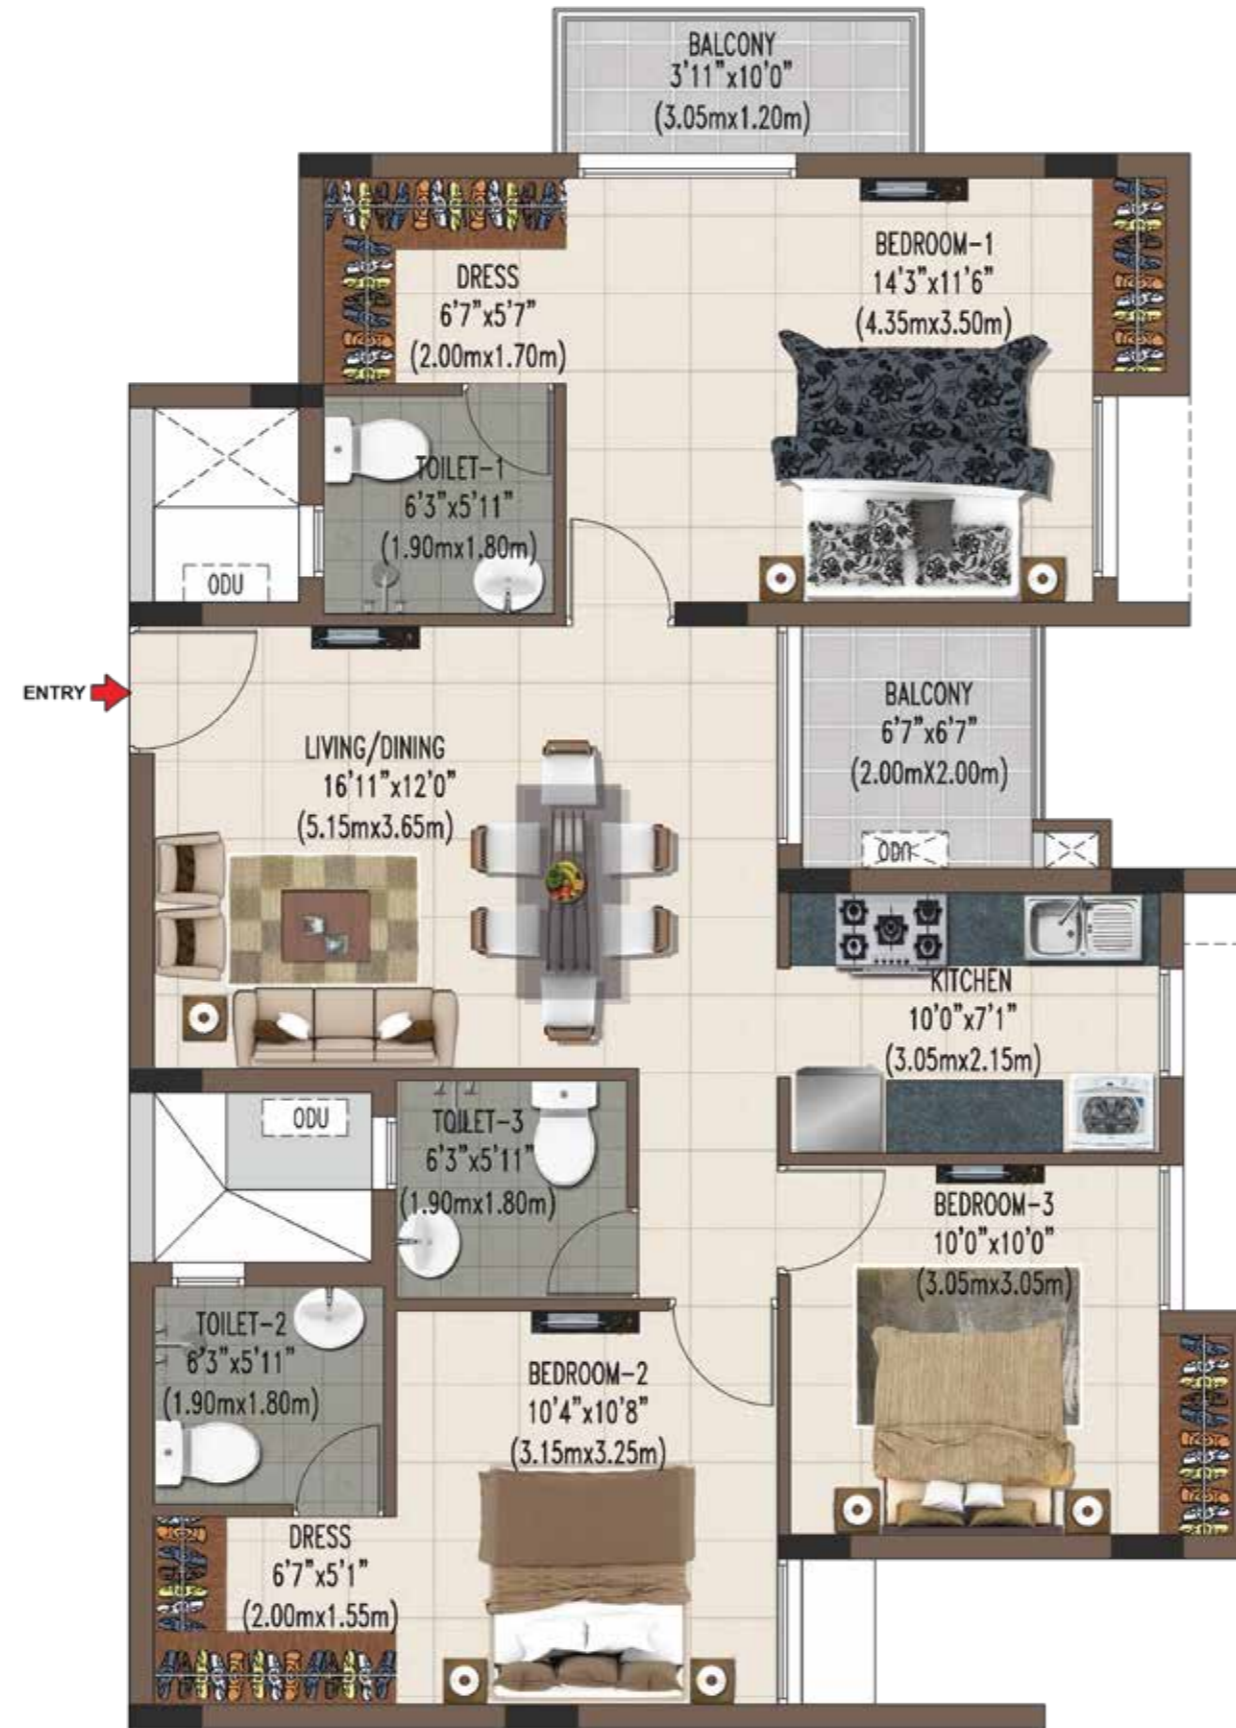 BALCONY
3'11"x10'0"
(3.05mx1.20m)
BEDROOM-1
14'3"x11'6"
(4.35mx3.50m)
DRESS
6'7"x5'7"
(2.00mx1.70m)
TOILET-1
6'3"x5'11"
(1.90mx1.80m)
ODU
ENTRY
BALCONY
6'7"x6'7"
(2.00mX2.00m)
ODU
LIVING/DINING
16'11"x12'0"
(5.15mx3.65m)
KITCHEN
10'0"x7'1"
(3.05mx2.15m)
ODU
TOILET-3
6'3"x5'11"
(1.90mx1.80m)
BEDROOM-3
10'0"x10'0"
(3.05mx3.05m)
TOILET-2
6'3"x5'11"
(1.90mx1.80m)
BEDROOM-2
10'4"x10'8"
(3.15mx3.25m)
DRESS
6'7"x5'1"
(2.00mx1.55m)